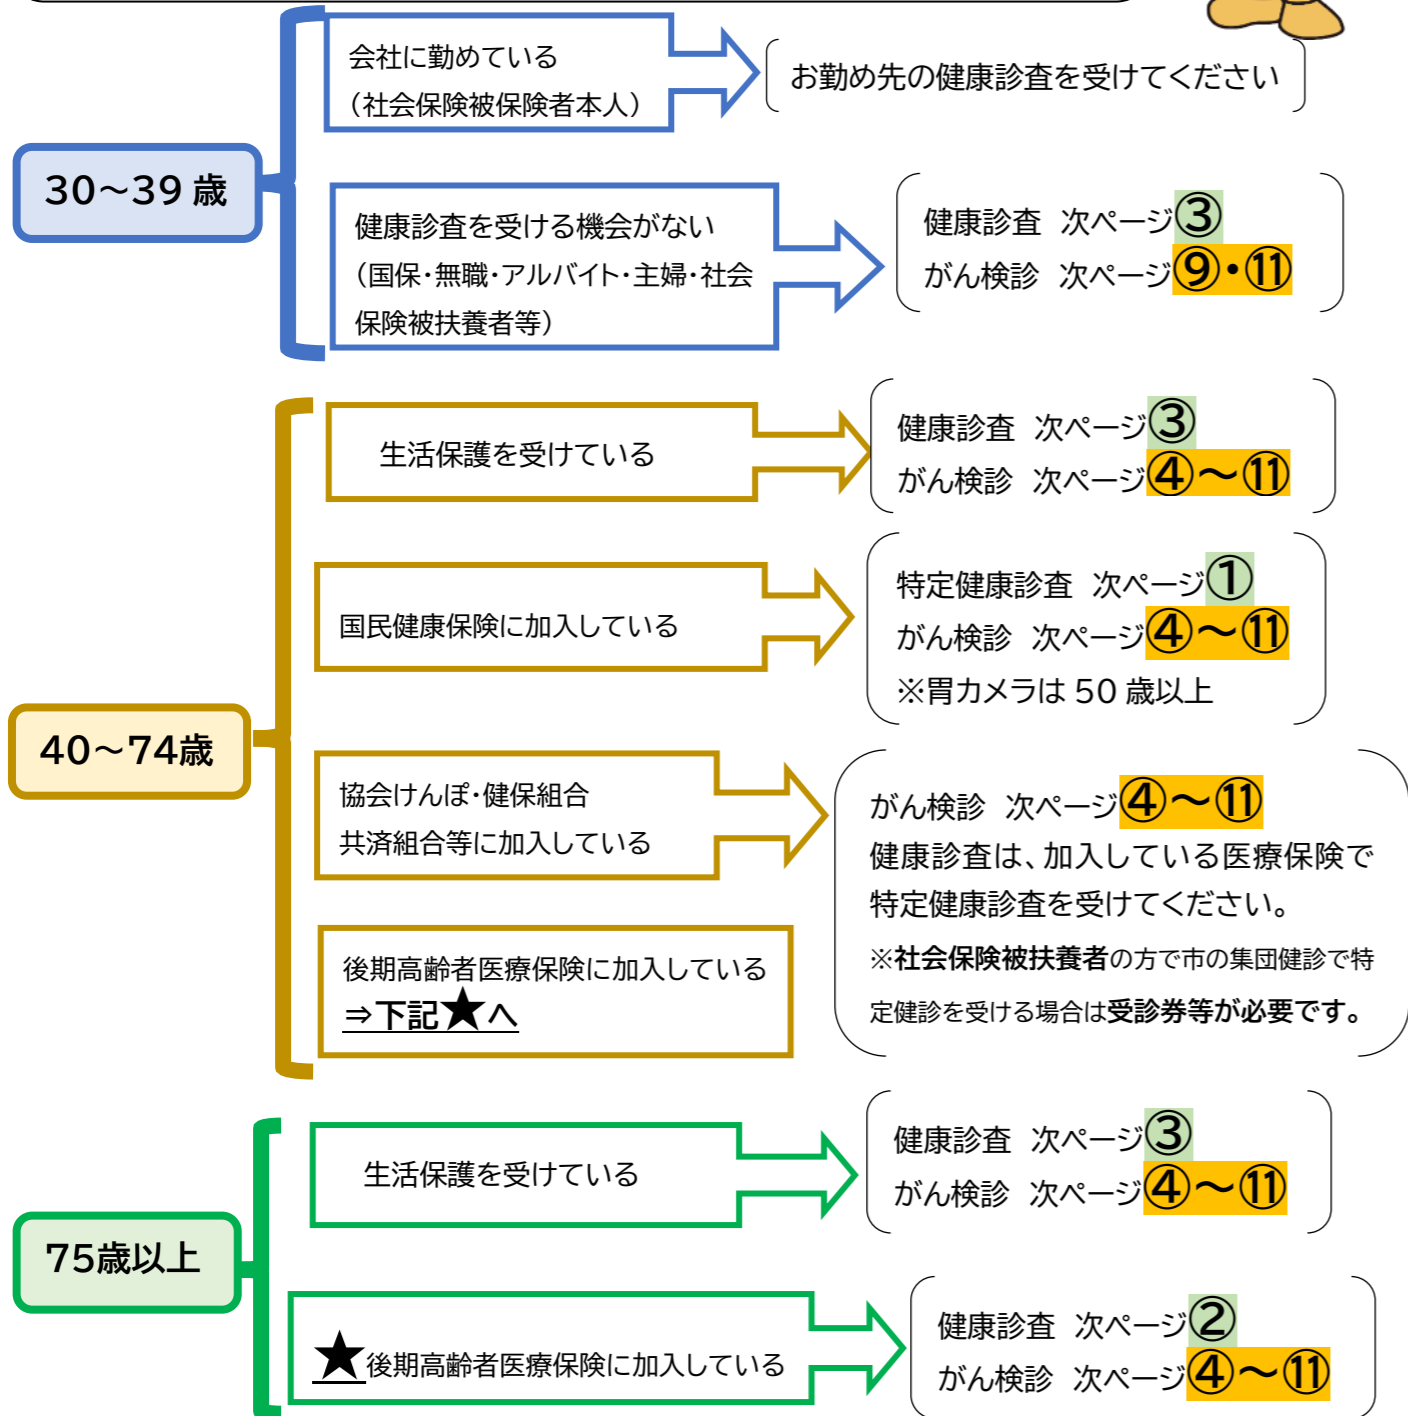 会社に勤めている
（社会保険被保険者本人）
お勤め先の健康診査を受けてください
30～39歳
健康診査を受ける機会がない
（国保・無職・アルバイト・主婦・社会
保険被扶養者等）
健康診査 次ページ③
がん検診 次ページ⑨・⑪
生活保護を受けている
健康診査 次ページ③
がん検診 次ページ④～⑪
国民健康保険に加入している
特定健康診査 次ページ①
がん検診 次ページ④～⑪
※胃カメラは50歳以上
40～74歳
協会けんぽ・健保組合
共済組合等に加入している
がん検診 次ページ④～⑪
健康診査は、加入している医療保険で
特定健康診査を受けてください。
※社会保険被扶養者の方で市の集団健診で特
定健診を受ける場合は受診券等が必要です。
後期高齢者医療保険に加入している
⇒下記★へ
生活保護を受けている
健康診査 次ページ③
がん検診 次ページ④～⑪
75歳以上
★後期高齢者医療保険に加入している
健康診査 次ページ②
がん検診 次ページ④～⑪